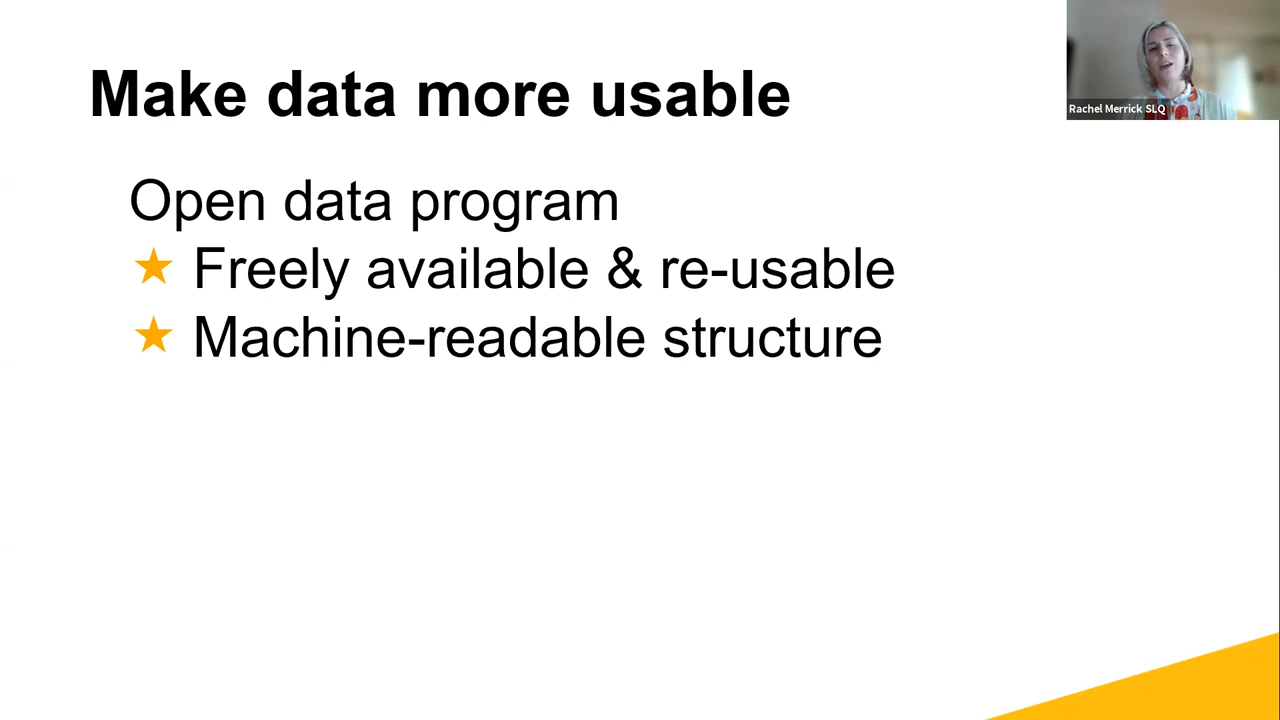 Make data more usable
Rachel Merrick SLQ
Open data program
Freely available & re-usable
Machine-readable structure